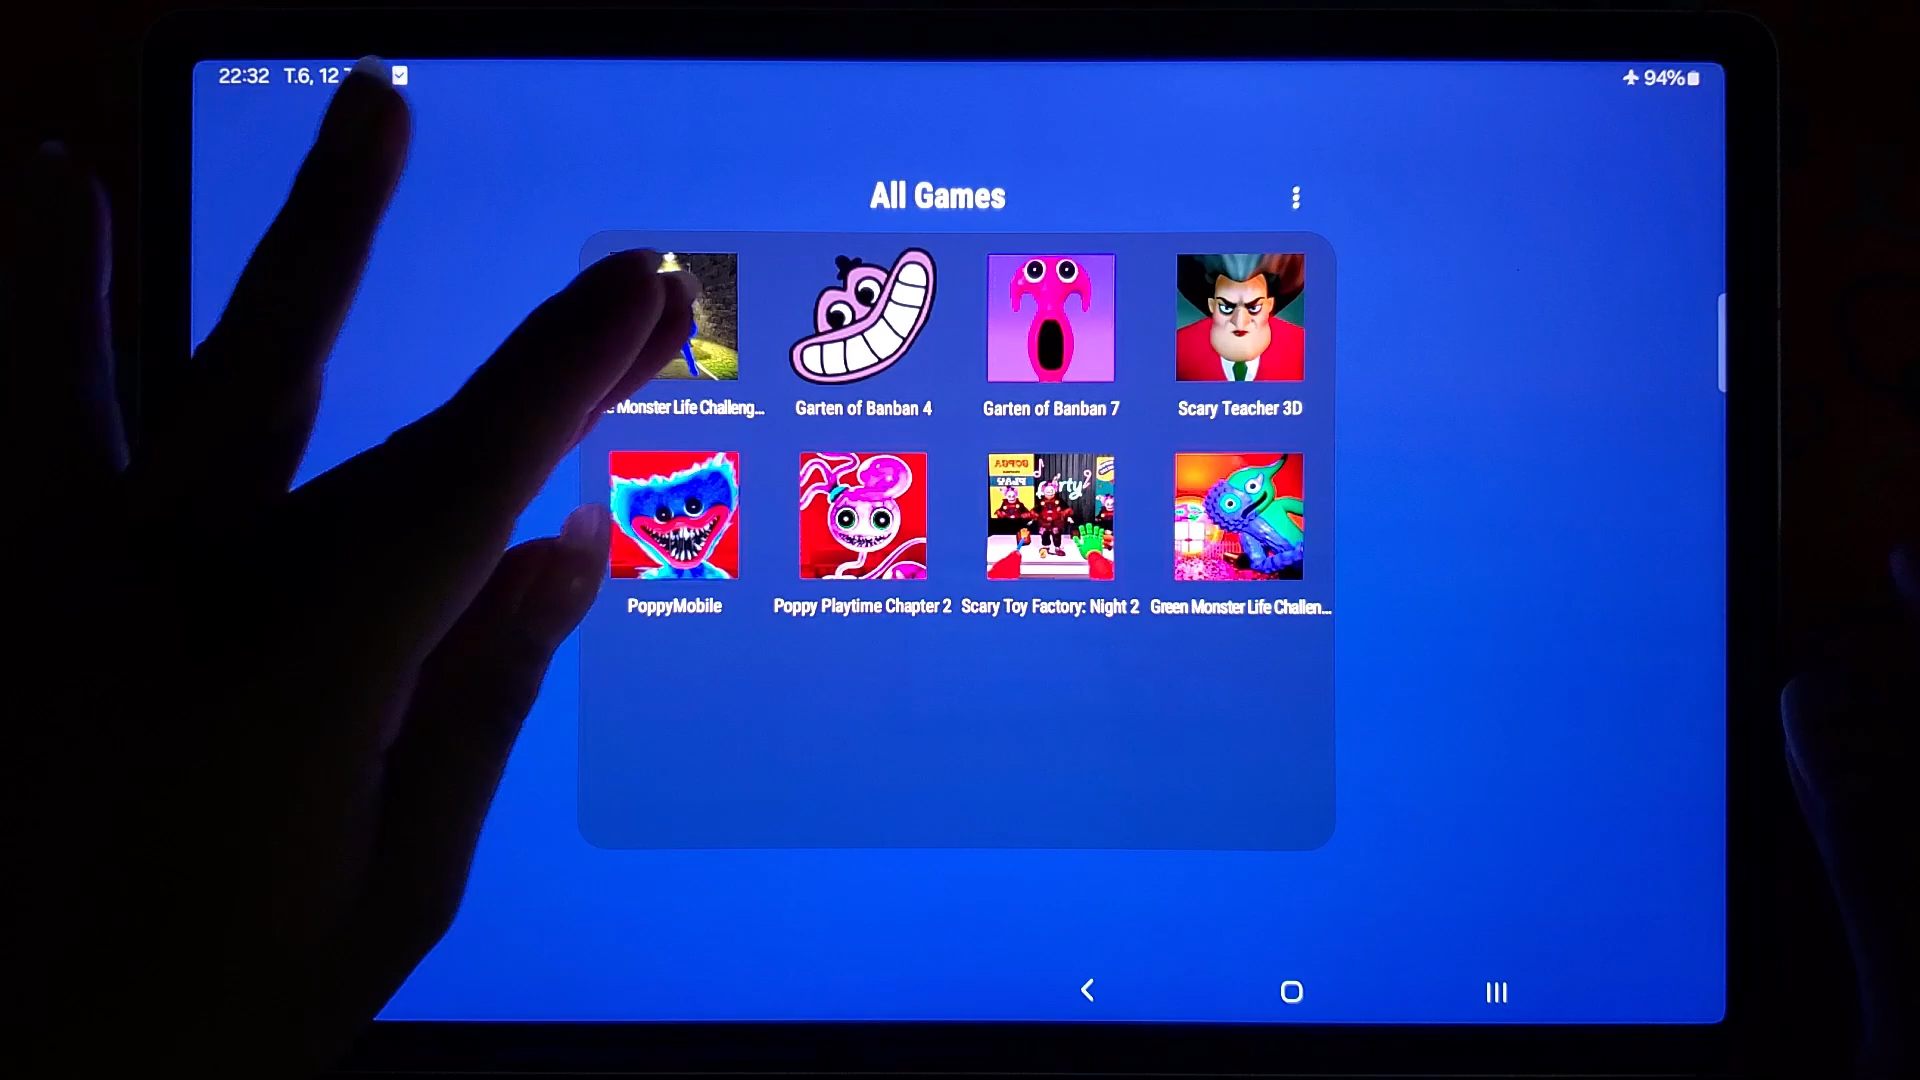 22:32 T.6, 12
94%
All Games
Monster Life Challeng...
Garten of Banban 4
Garten of Banban 7
Scary Teacher 3D
PoppyMobile
Poppy Playtime Chapter 2
Scary Toy Factory: Night 2
Green Monster Life Challen...